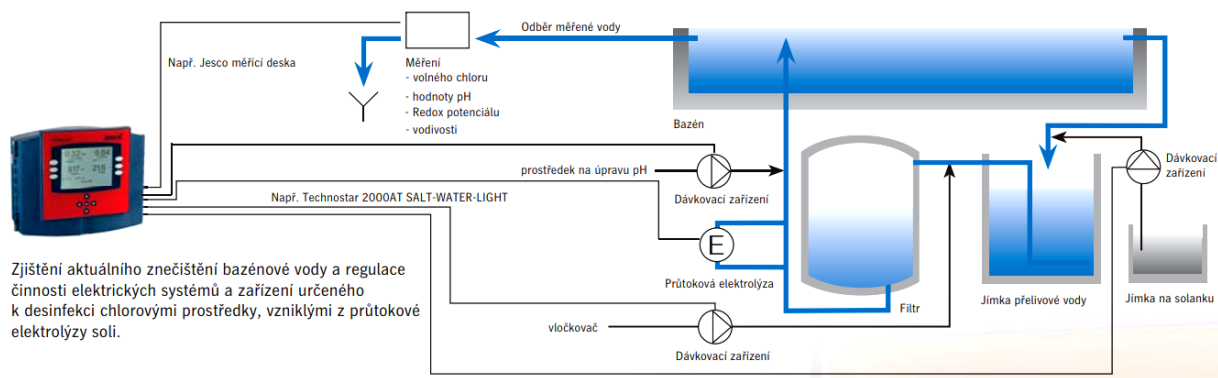 Odběr měřené vody
Např. Jesco měřící deska
Měření
- volného chloru
- hodnoty pH
- Redox potenciálu
- vodivosti
Bazén
prostředek na úpravu pH
Dávkovací zařízení
Dávkovací
zařízení
Např. Technostar 2000AT SALT-WATER-LIGHT
E
Průtoková elektrolýza
Filtr
Jímka přelivové vody
Jímka na solanku
vločkovač
Dávkovací zařízení
Zjištění aktuálního znečištění bazénové vody a regulace
činnosti elektrických systémů a zařízení určeného
k desinfekci chlorovými prostředky, vzniklými z průtokové
elektrolýzy soli.